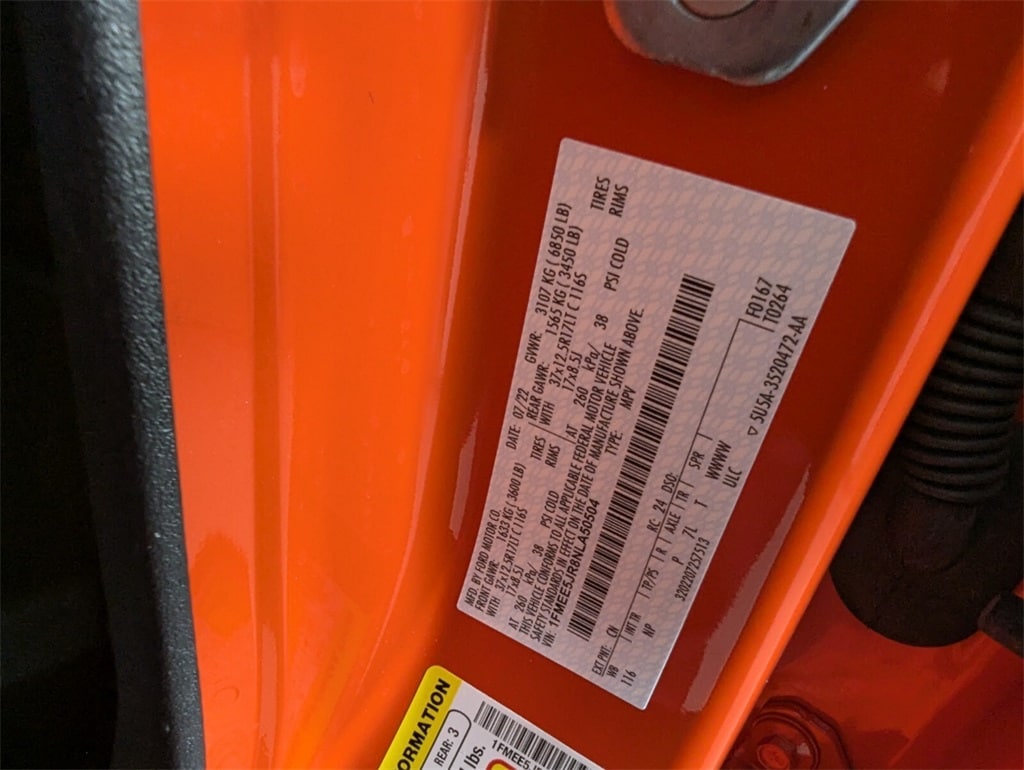 MFD. BY FORD MOTOR CO.
DATE: 07/22 GVWR: 3107 KG ( 6850 LB)
FRONT GAWR: 1633 KG ( 3600 LB) REAR GAWR: 1565 KG ( 3450 LB)
WITH 37x12.5R17LT C 116S TIRES WITH 37x12.5R17LT C 116S TIRES
17x8.5J RIMS 17x8.5J RIMS
AT 260 kPa/ 38 PSI COLD AT 260 kPa/ 38 PSI COLD
THIS VEHICLE CONFORMS TO ALL APPLICABLE FEDERAL MOTOR VEHICLE
SAFETY STANDARDS IN EFFECT ON THE DATE OF MANUFACTURE SHOWN ABOVE.
VIN: 1FMEE5JR8NLA50504 TYPE: MPV
EXT PNT: CN RC: 24 DSO: F0167
WB INT TR TP/PS R AXLE TR SPR T0264
116 NP P 7L T WWWW
3202207257513 ULC ▽ 5U5A-3520472-AA
ORMATION
REAR: 3
lbs.